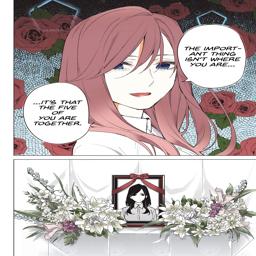 THE IMPORT-
ANT THING
ISN'T WHERE
YOU ARE...
...IT'S THAT
THE FIVE
OF
YOU ARE
TOGETHER.